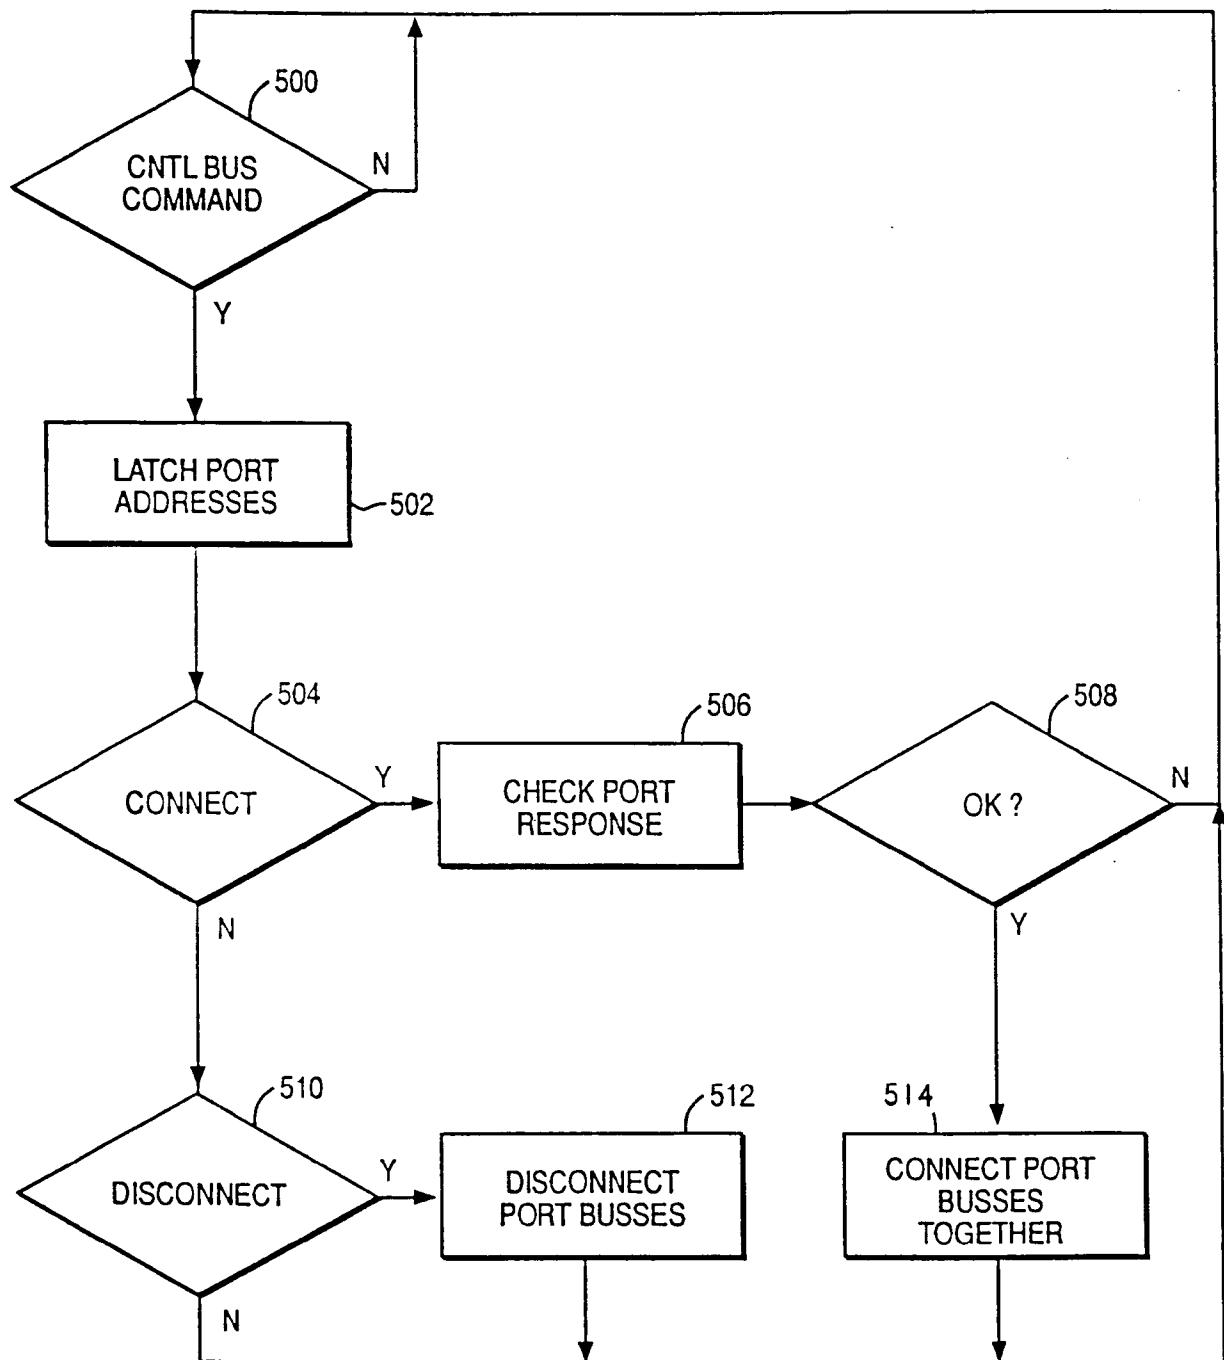 500
CNTL BUS
COMMAND
N
Y
LATCH PORT
ADDRESSES
502
504
CONNECT
Y
N
506
CHECK PORT
RESPONSE
508
OK ?
N
Y
510
DISCONNECT
Y
N
512
DISCONNECT
PORT BUSSES
514
CONNECT PORT
BUSSES
TOGETHER